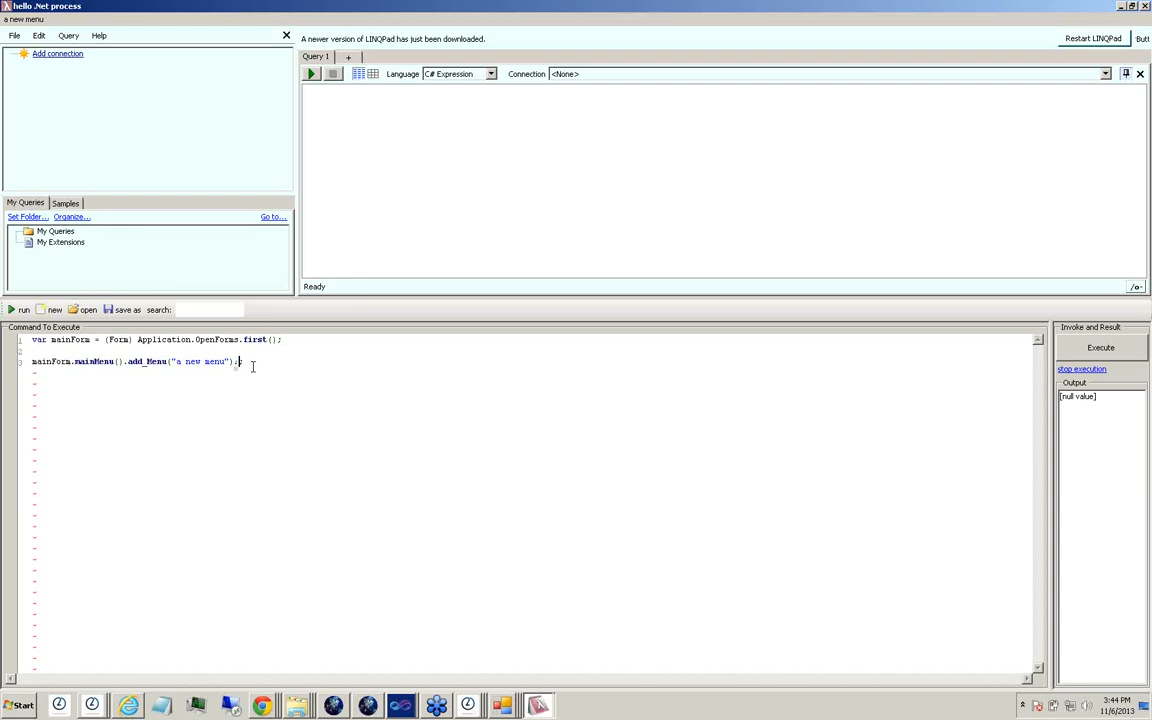 hello .Net process
a new menu
File Edit Query Help
Add connection
A newer version of LINQPad has just been downloaded.
Restart LINQPad
Butt
Query 1 +
Language C# Expression Connection <None>
My Queries Samples
Set Folder... Organize... Go to...
My Queries
My Extensions
Ready
/o-
run new open save as search:
Command To Execute
1 var mainForm = (Form) Application.OpenForms.first();
2
3 mainForm.mainMenu().add_Menu("a new menu");;
Invoke and Result
Execute
stop execution
Output
[null value]
Start
3:44 PM
11/6/2013